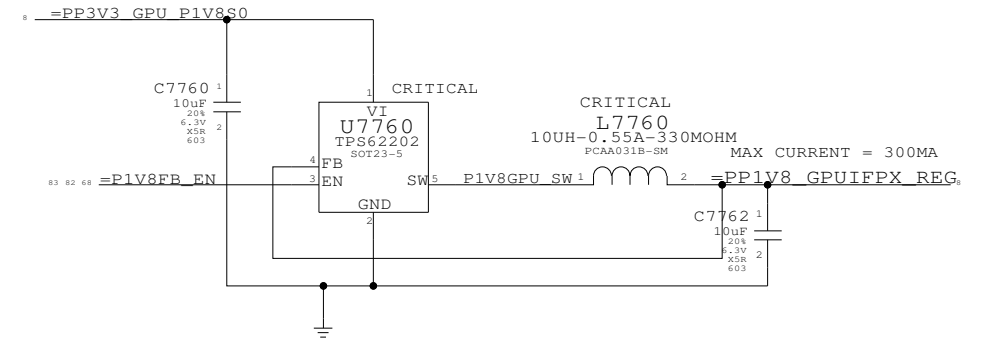 8 =PP3V3_GPU_P1V8S0
C7760 1
10uF
20%
6.3V
X5R
603
2
CRITICAL
1
VI
U7760
TPS62202
SOT23-5
4 FB
3 EN
SW 5
GND
2
83 82 68 =P1V8FB_EN
P1V8GPU_SW 1
CRITICAL
L7760
10UH-0.55A-330MOHM
PCAA031B-SM
2
MAX CURRENT = 300MA
=PP1V8_GPUIFPX_REG 8
C7762 1
10uF
20%
6.3V
X5R
603
2